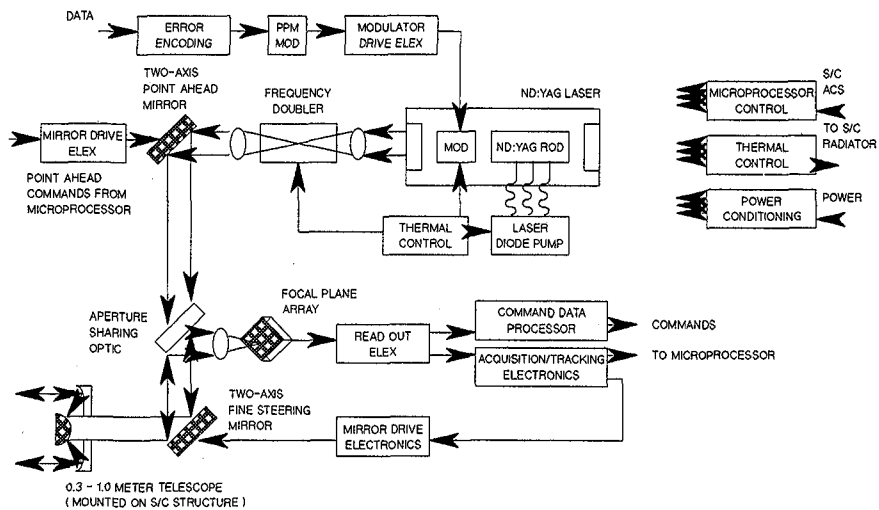 DATA
ERROR
ENCODING
PPM
MOD
MODULATOR
DRIVE ELEX
TWO-AXIS
POINT AHEAD
MIRROR
FREQUENCY
DOUBLER
ND:YAG LASER
MOD
ND:YAG ROD
MIRROR DRIVE
ELEX
POINT AHEAD
COMMANDS FROM
MICROPROCESSOR
THERMAL
CONTROL
LASER
DIODE PUMP
MICROPROCESSOR
CONTROL
S/C
ACS
THERMAL
CONTROL
TO S/C
RADIATOR
POWER
CONDITIONING
POWER
APERTURE
SHARING
OPTIC
FOCAL PLANE
ARRAY
READ OUT
ELEX
COMMAND DATA
PROCESSOR
COMMANDS
ACQUISITION/TRACKING
ELECTRONICS
TO MICROPROCESSOR
TWO-AXIS
FINE STEERING
MIRROR
MIRROR DRIVE
ELECTRONICS
0.3 - 1.0 METER TELESCOPE
( MOUNTED ON S/C STRUCTURE )